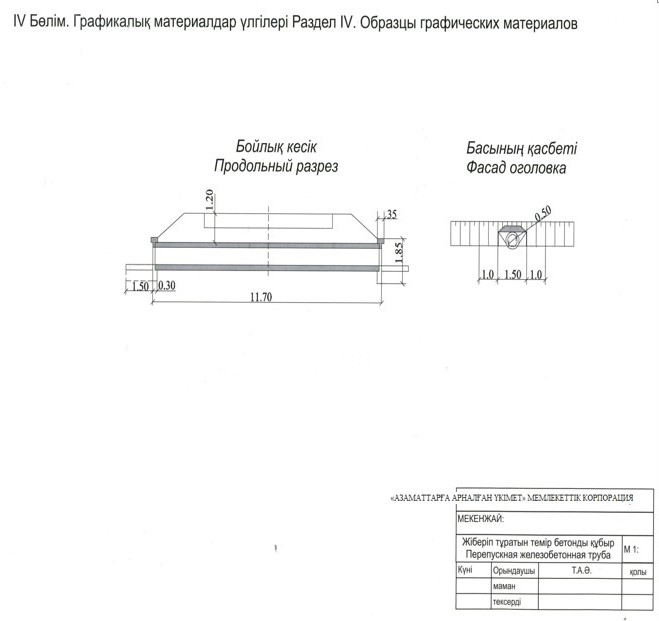 IV Бөлім. Графикалық материалдар үлгілері Раздел IV. Образцы графических материалов
Бойлық кесік
Продольный разрез
Басының қасбеті
Фасад оголовка
1.20
35
1.85
1.50
0.30
11.70
0.50
1.0
1.50
1.0
«АЗАМАТТАРҒА АРНАЛҒАН ҮКІМЕТ» МЕМЛЕКЕТТІК КОРПОРАЦИЯ
МЕКЕНЖАЙ:
Жіберіп тұратын темір бетонды құбыр
Перепускная железобетонная труба
М 1:
Күні Орындаушы Т.А.Ә. қолы
маман
тексерді